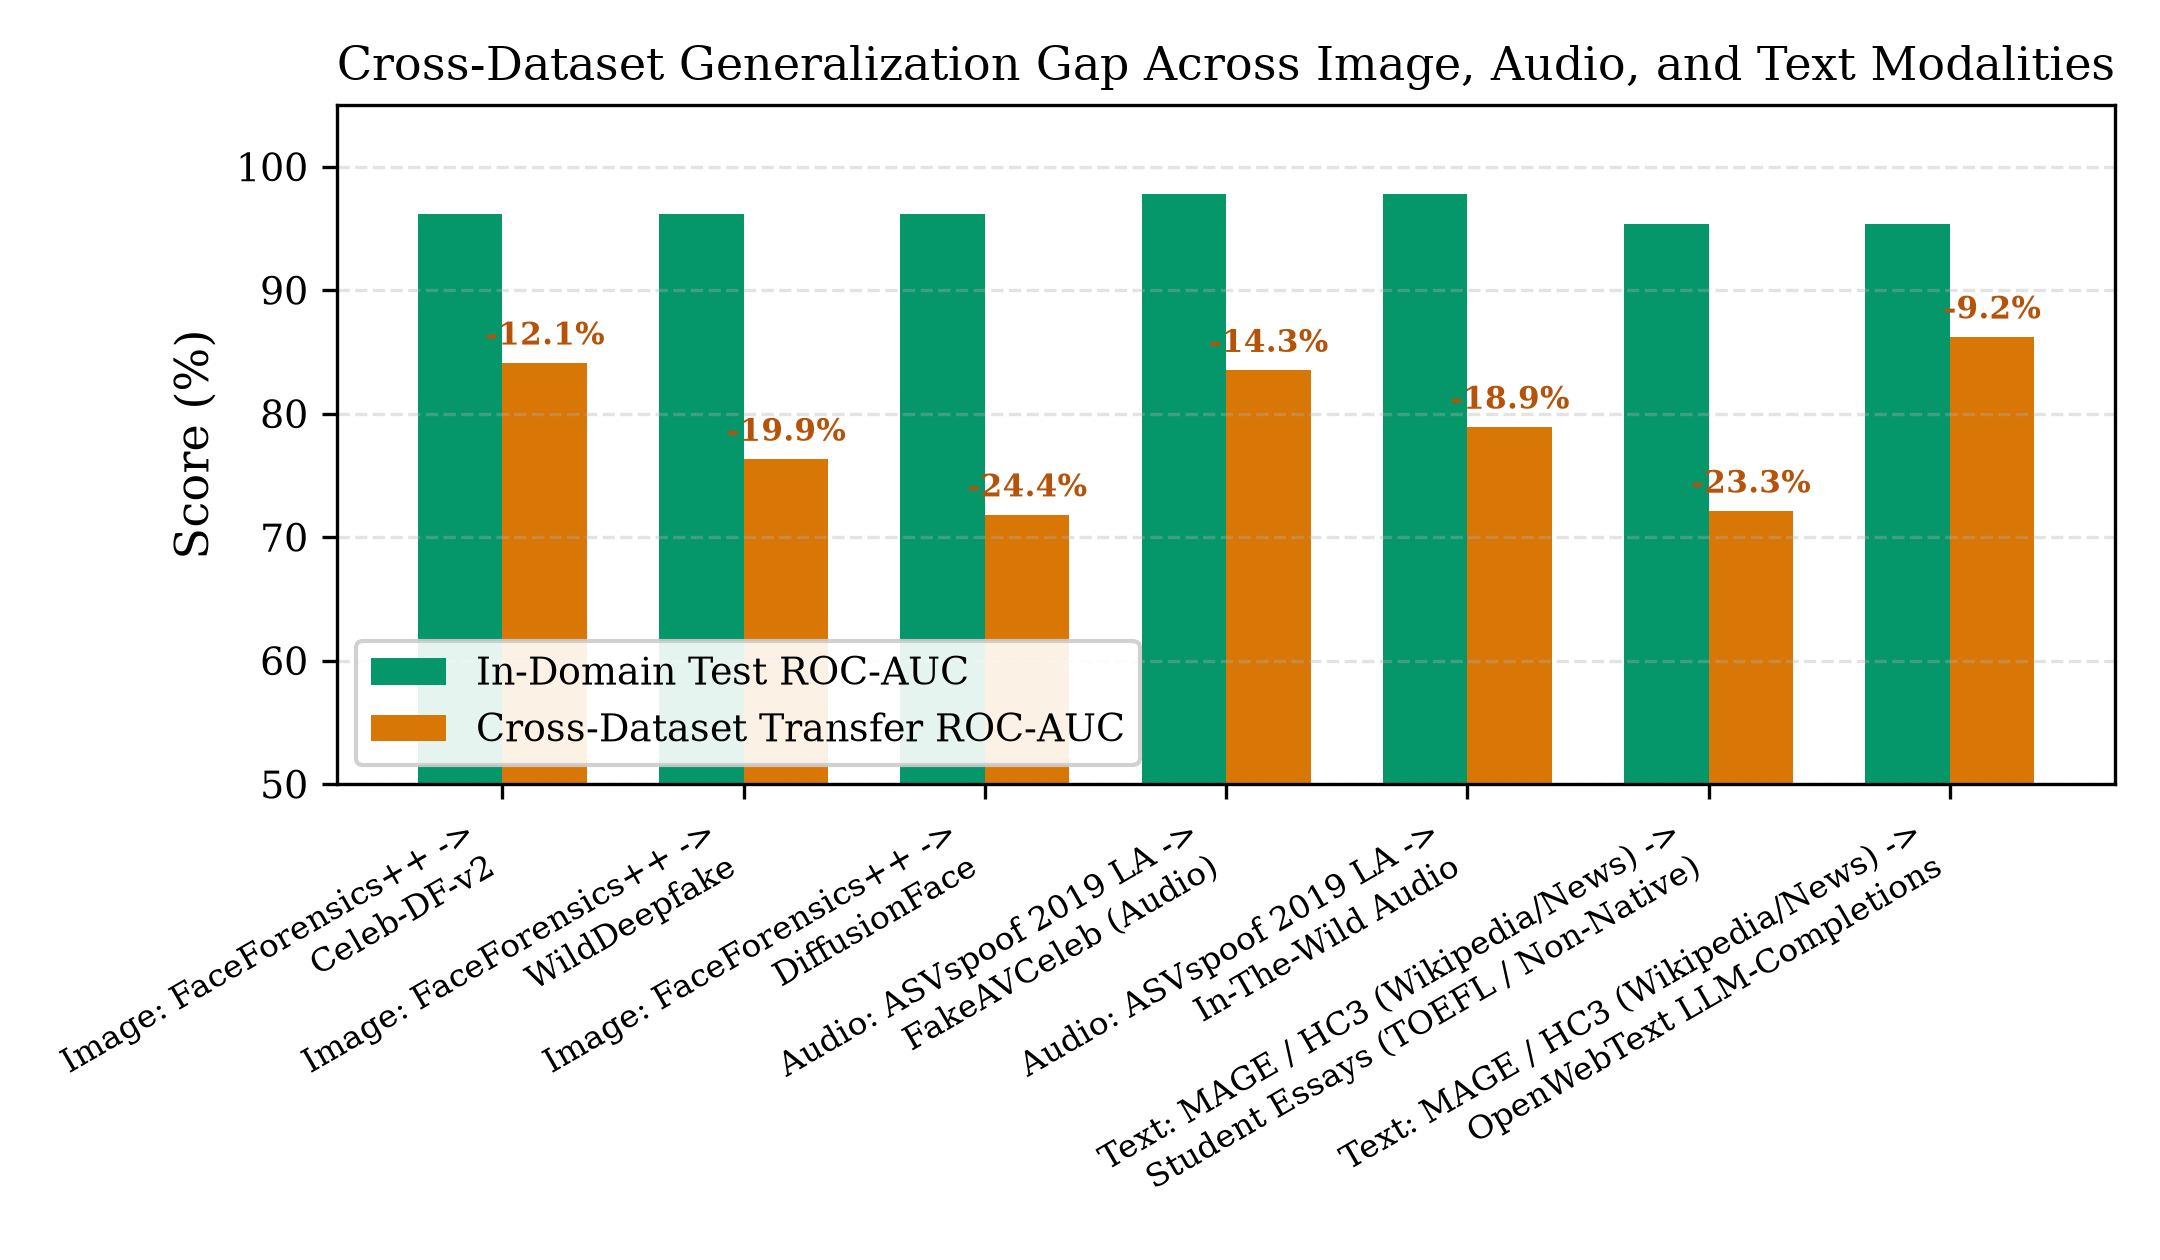 Cross-Dataset Generalization Gap Across Image, Audio, and Text Modalities
Score (%)
100
90
80
70
60
50
-12.1%
-19.9%
-24.4%
-14.3%
-18.9%
-23.3%
-9.2%
In-Domain Test ROC-AUC
Cross-Dataset Transfer ROC-AUC
Image: FaceForensics++ ->
Celeb-DF-v2
Image: FaceForensics++ ->
WildDeepfake
Image: FaceForensics++ ->
DiffusionFace
Audio: ASVspoof 2019 LA ->
FakeAVCeleb (Audio)
Audio: ASVspoof 2019 LA ->
In-The-Wild Audio
Text: MAGE / HC3 (Wikipedia/News) ->
Student Essays (TOEFL / Non-Native)
Text: MAGE / HC3 (Wikipedia/News) ->
OpenWebText LLM-Completions